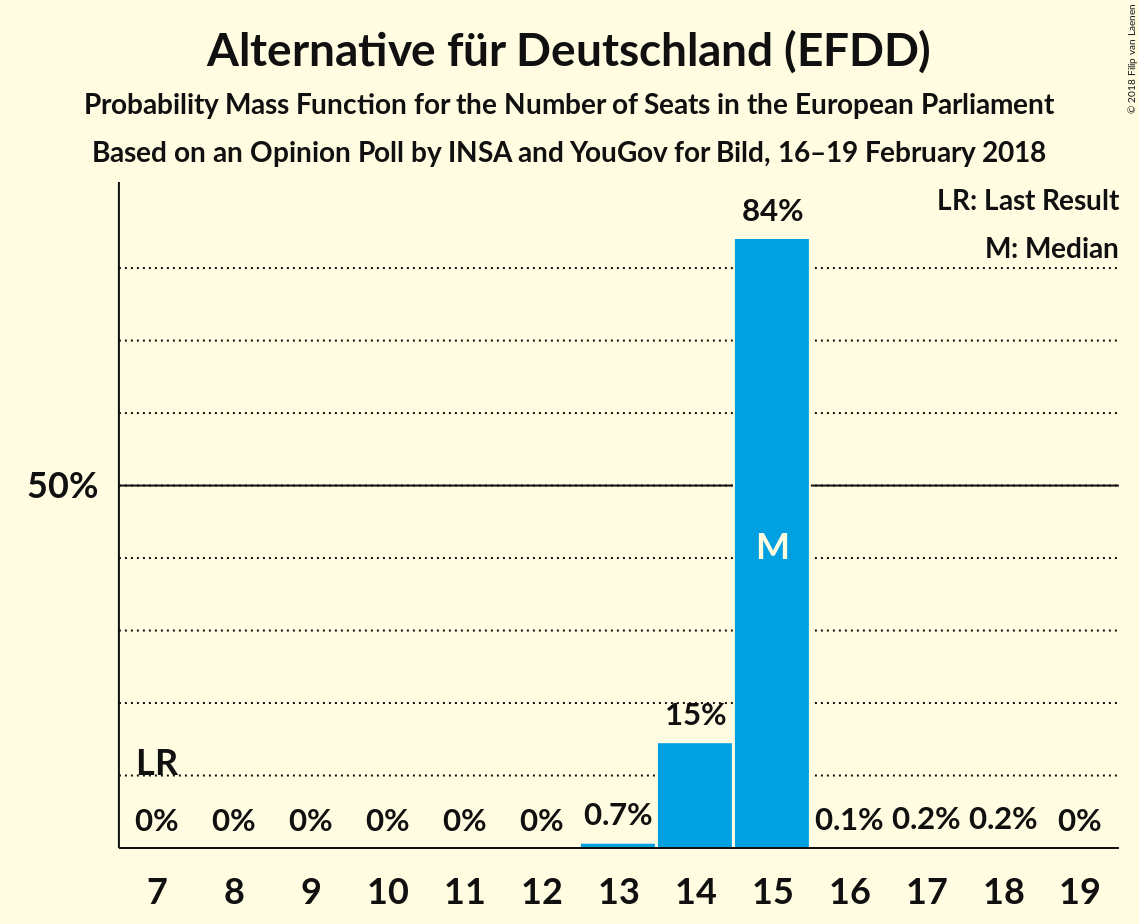 Alternative für Deutschland (EFDD)
Probability Mass Function for the Number of Seats in the European Parliament
Based on an Opinion Poll by INSA and YouGov for Bild, 16–19 February 2018
© 2018 Filip van Laenen
LR: Last Result
M: Median
84%
50%
M
15%
LR
0% 0% 0% 0% 0% 0% 0.7% 0.1% 0.2% 0.2% 0%
7 8 9 10 11 12 13 14 15 16 17 18 19